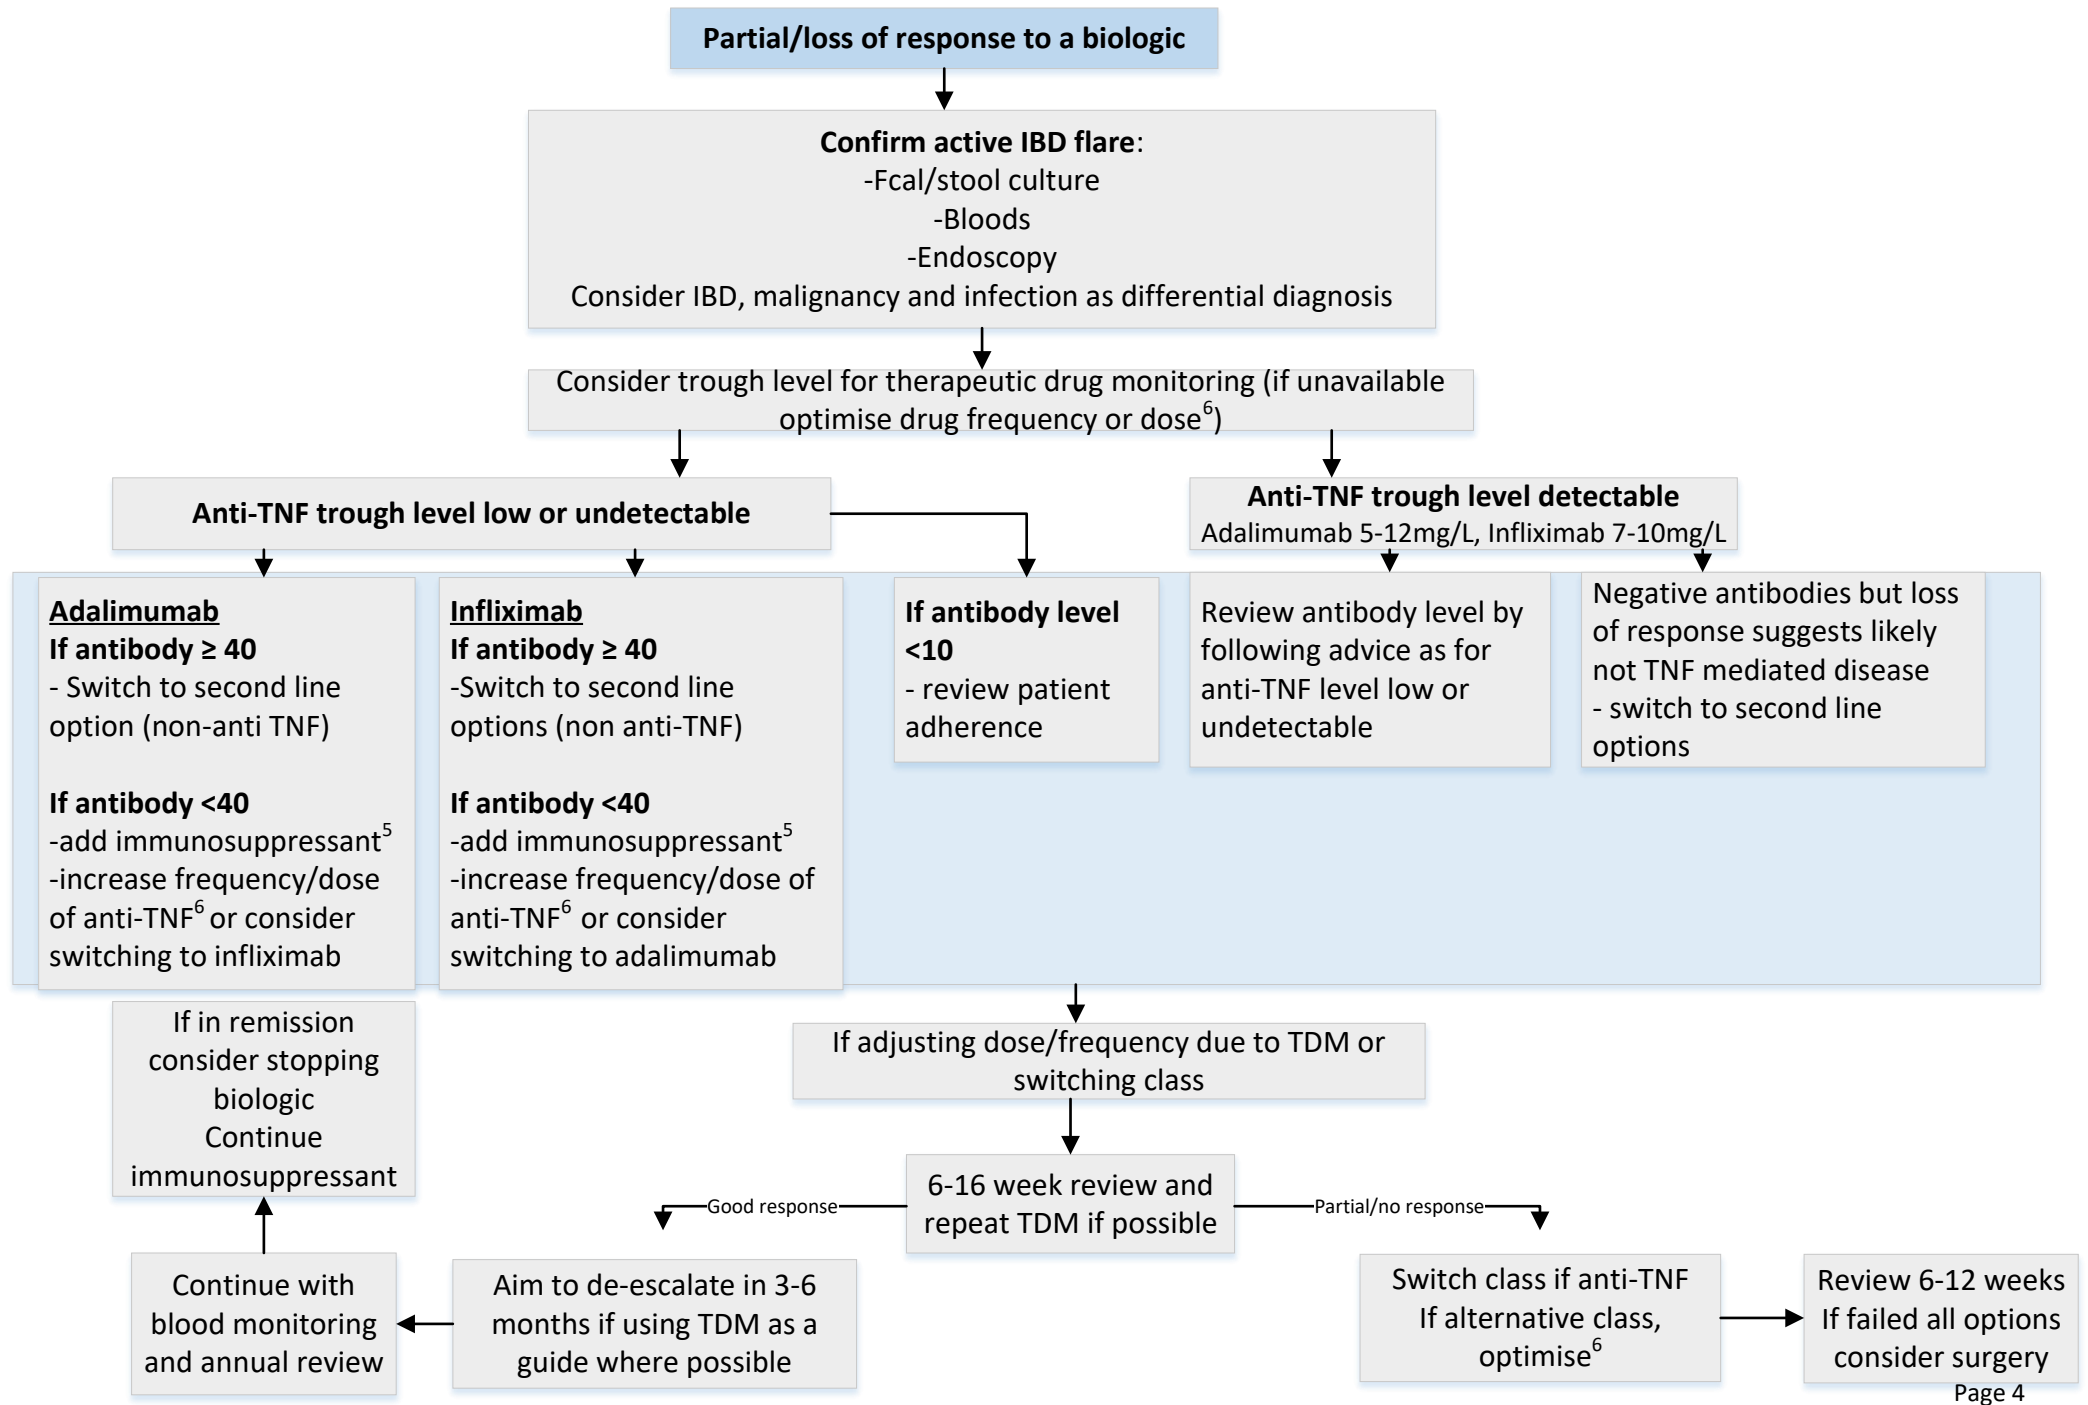 Partial/loss of response to a biologic
Confirm active IBD flare:
-Fcal/stool culture
-Bloods
-Endoscopy
Consider IBD, malignancy and infection as differential diagnosis
Consider trough level for therapeutic drug monitoring (if unavailable
optimise drug frequency or dose⁶)
Anti-TNF trough level low or undetectable
Anti-TNF trough level detectable
Adalimumab 5-12mg/L, Infliximab 7-10mg/L
Adalimumab
If antibody ≥ 40
- Switch to second line
option (non-anti TNF)
If antibody <40
-add immunosuppressant⁵
-increase frequency/dose
of anti-TNF⁶ or consider
switching to infliximab
Infliximab
If antibody ≥ 40
-Switch to second line
options (non anti-TNF)
If antibody <40
-add immunosuppressant⁵
-increase frequency/dose of
anti-TNF⁶ or consider
switching to adalimumab
If antibody level
<10
- review patient
adherence
Review antibody level by
following advice as for
anti-TNF level low or
undetectable
Negative antibodies but loss
of response suggests likely
not TNF mediated disease
- switch to second line
options
If adjusting dose/frequency due to TDM or
switching class
6-16 week review and
repeat TDM if possible
Good response
Partial/no response
Aim to de-escalate in 3-6
months if using TDM as a
guide where possible
Continue with
blood monitoring
and annual review
If in remission
consider stopping
biologic
Continue
immunosuppressant
Switch class if anti-TNF
If alternative class,
optimise⁶
Review 6-12 weeks
If failed all options
consider surgery
Page 4